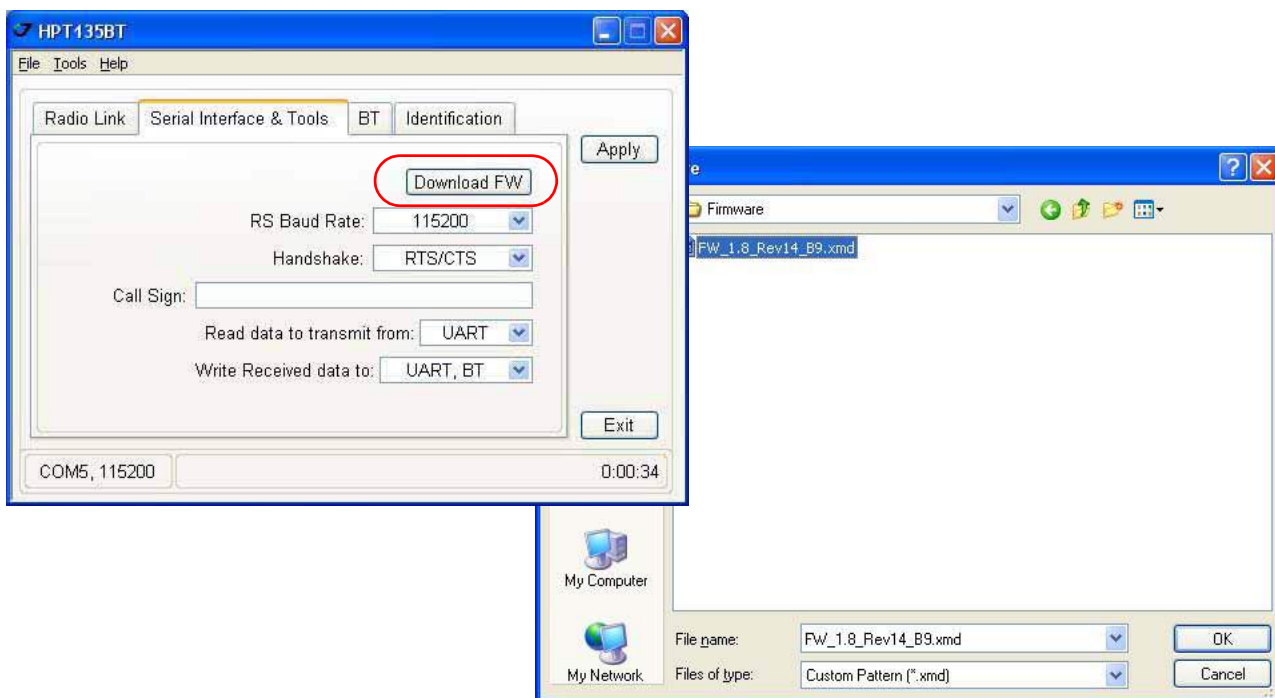 HPT435BT
File Tools Help
Radio Link Serial Interface & Tools BT Identification
Apply
Download FW
RS Baud Rate: 115200
Handshake: RTS/CTS
Call Sign:
Read data to transmit from: UART
Write Received data to: UART, BT
Exit
COM5, 115200 0:00:34
e
Firmware
FW_1.8_Rev14_B9.xmd
My Computer
My Network
File name: FW_1.8_Rev14_B9.xmd OK
Files of type: Custom Pattern (*.xmd) Cancel